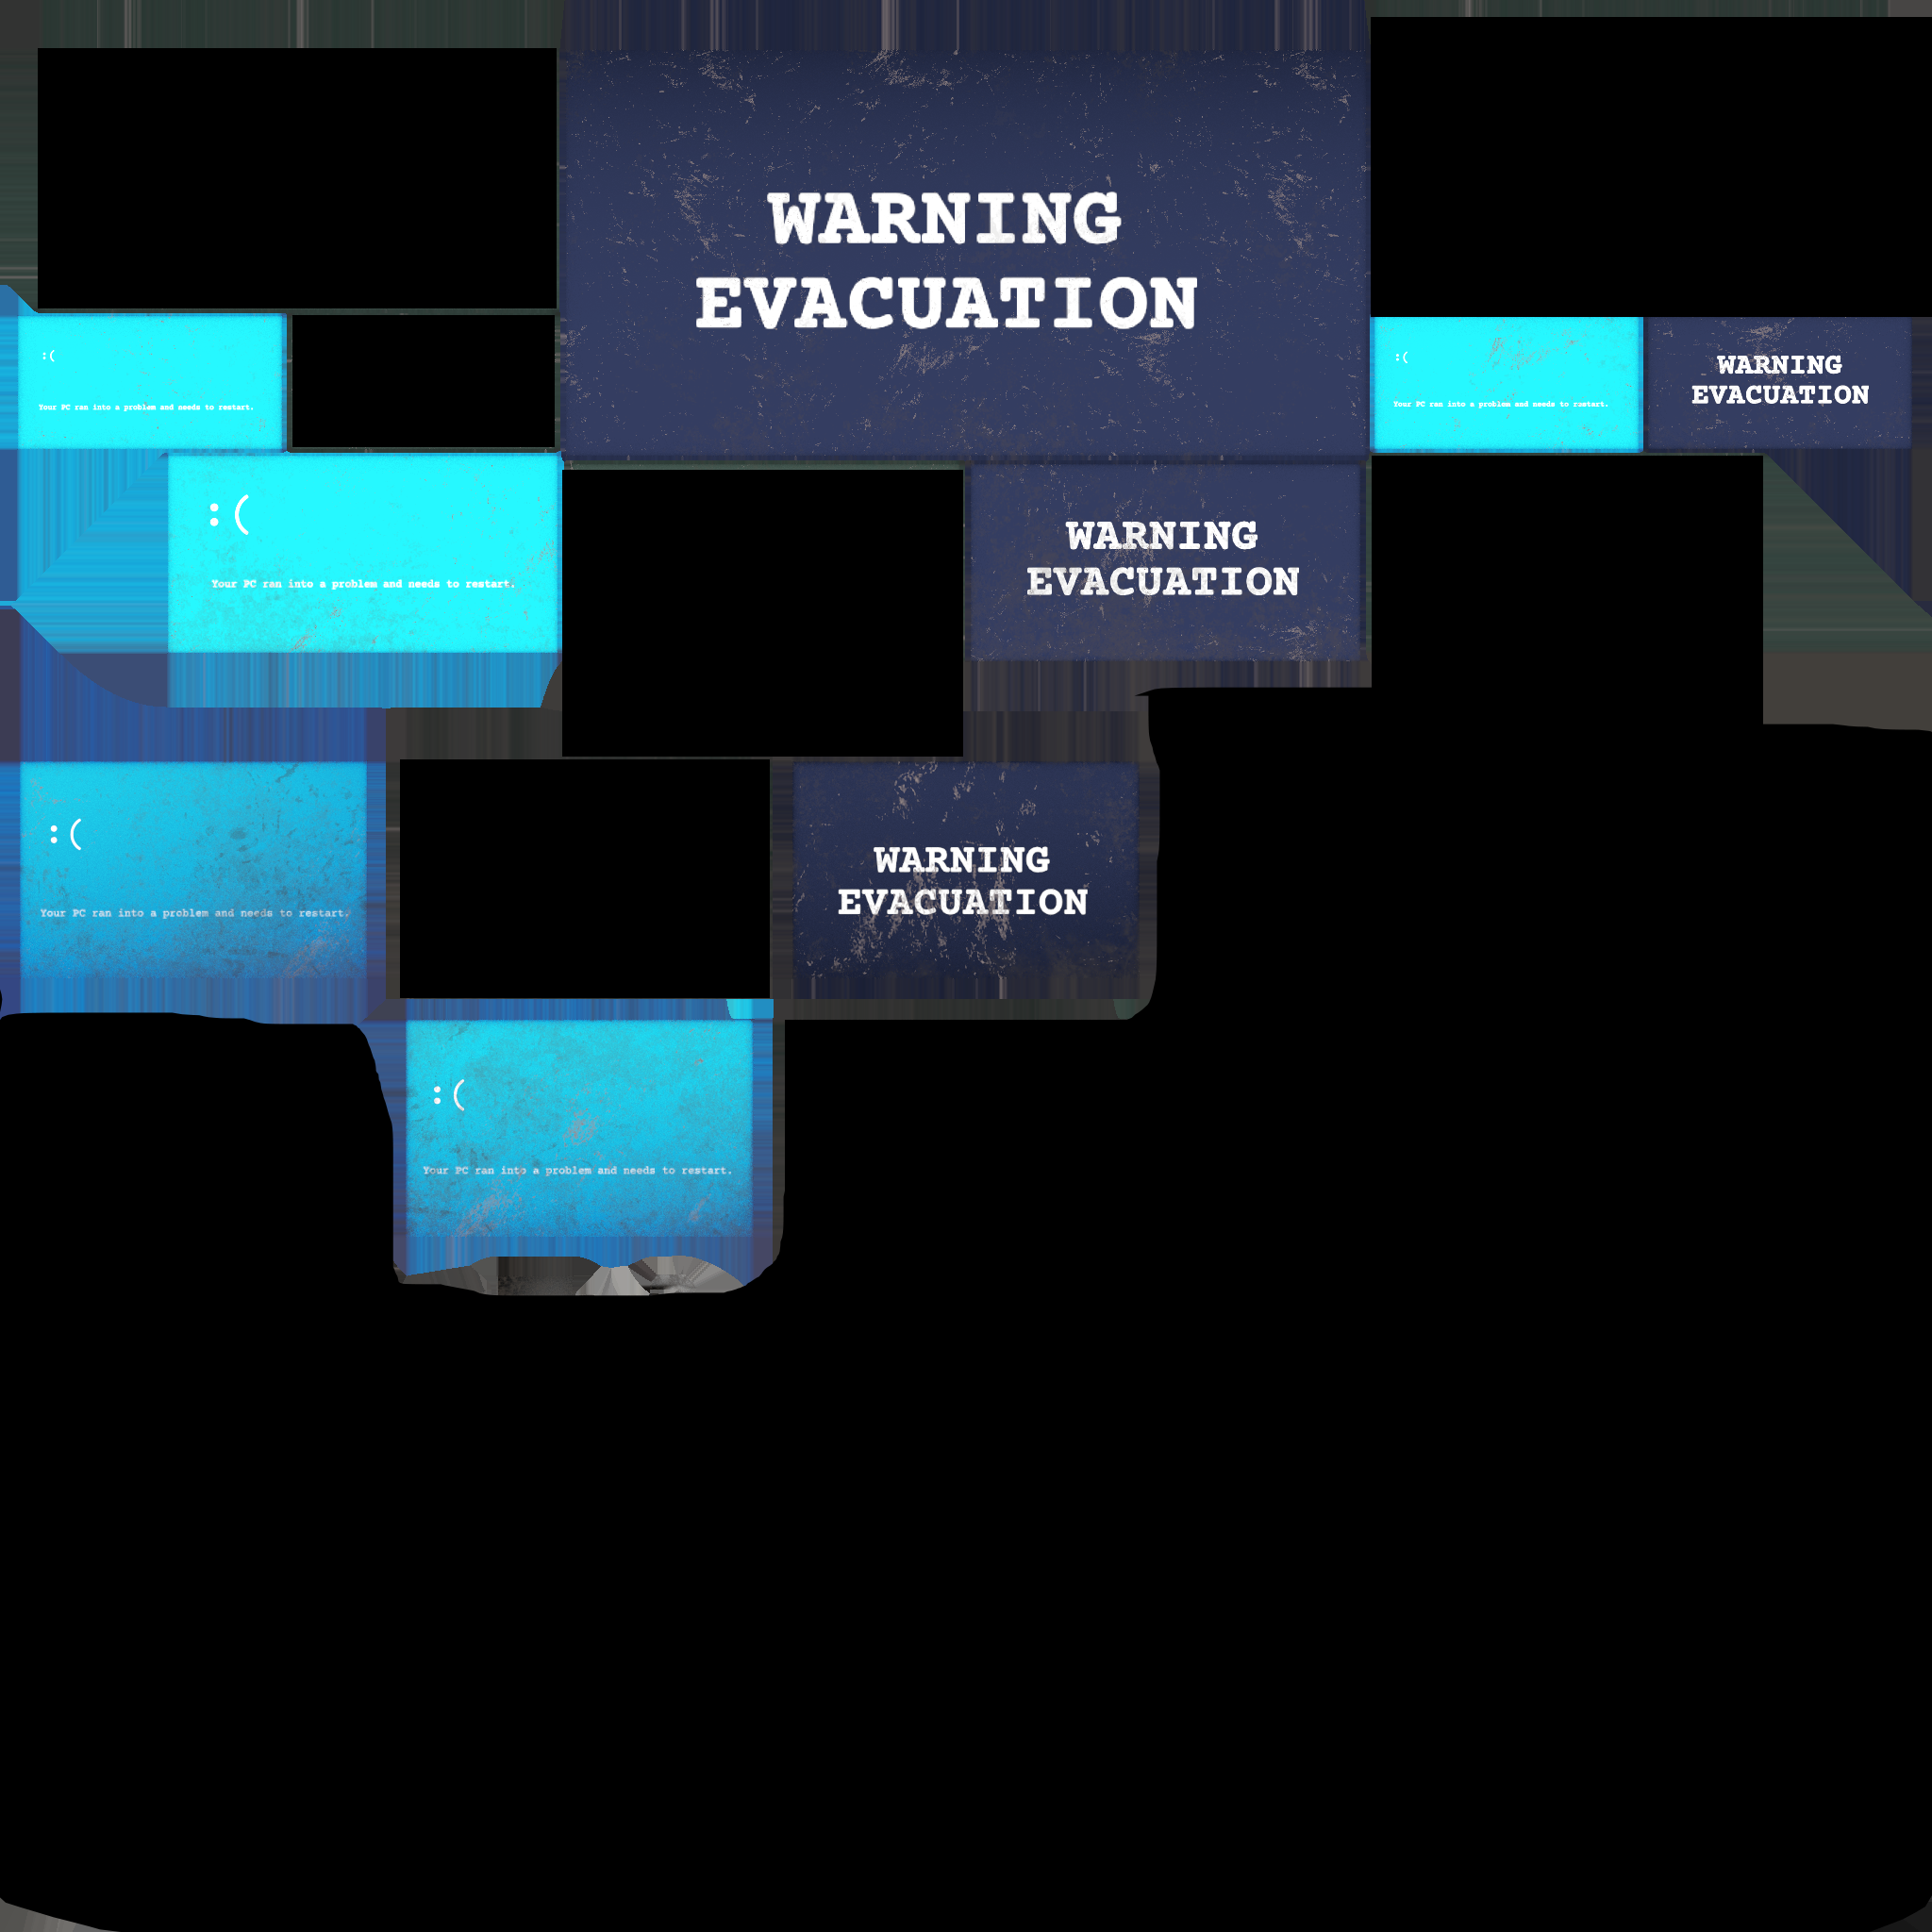 WARNING
EVACUATION
:(
Your PC ran into a problem and needs to restart.
:(
Your PC ran into a problem and needs to restart.
WARNING
EVACUATION
:(
Your PC ran into a problem and needs to restart.
WARNING
EVACUATION
:(
Your PC ran into a problem and needs to restart.
WARNING
EVACUATION
:(
Your PC ran into a problem and needs to restart.